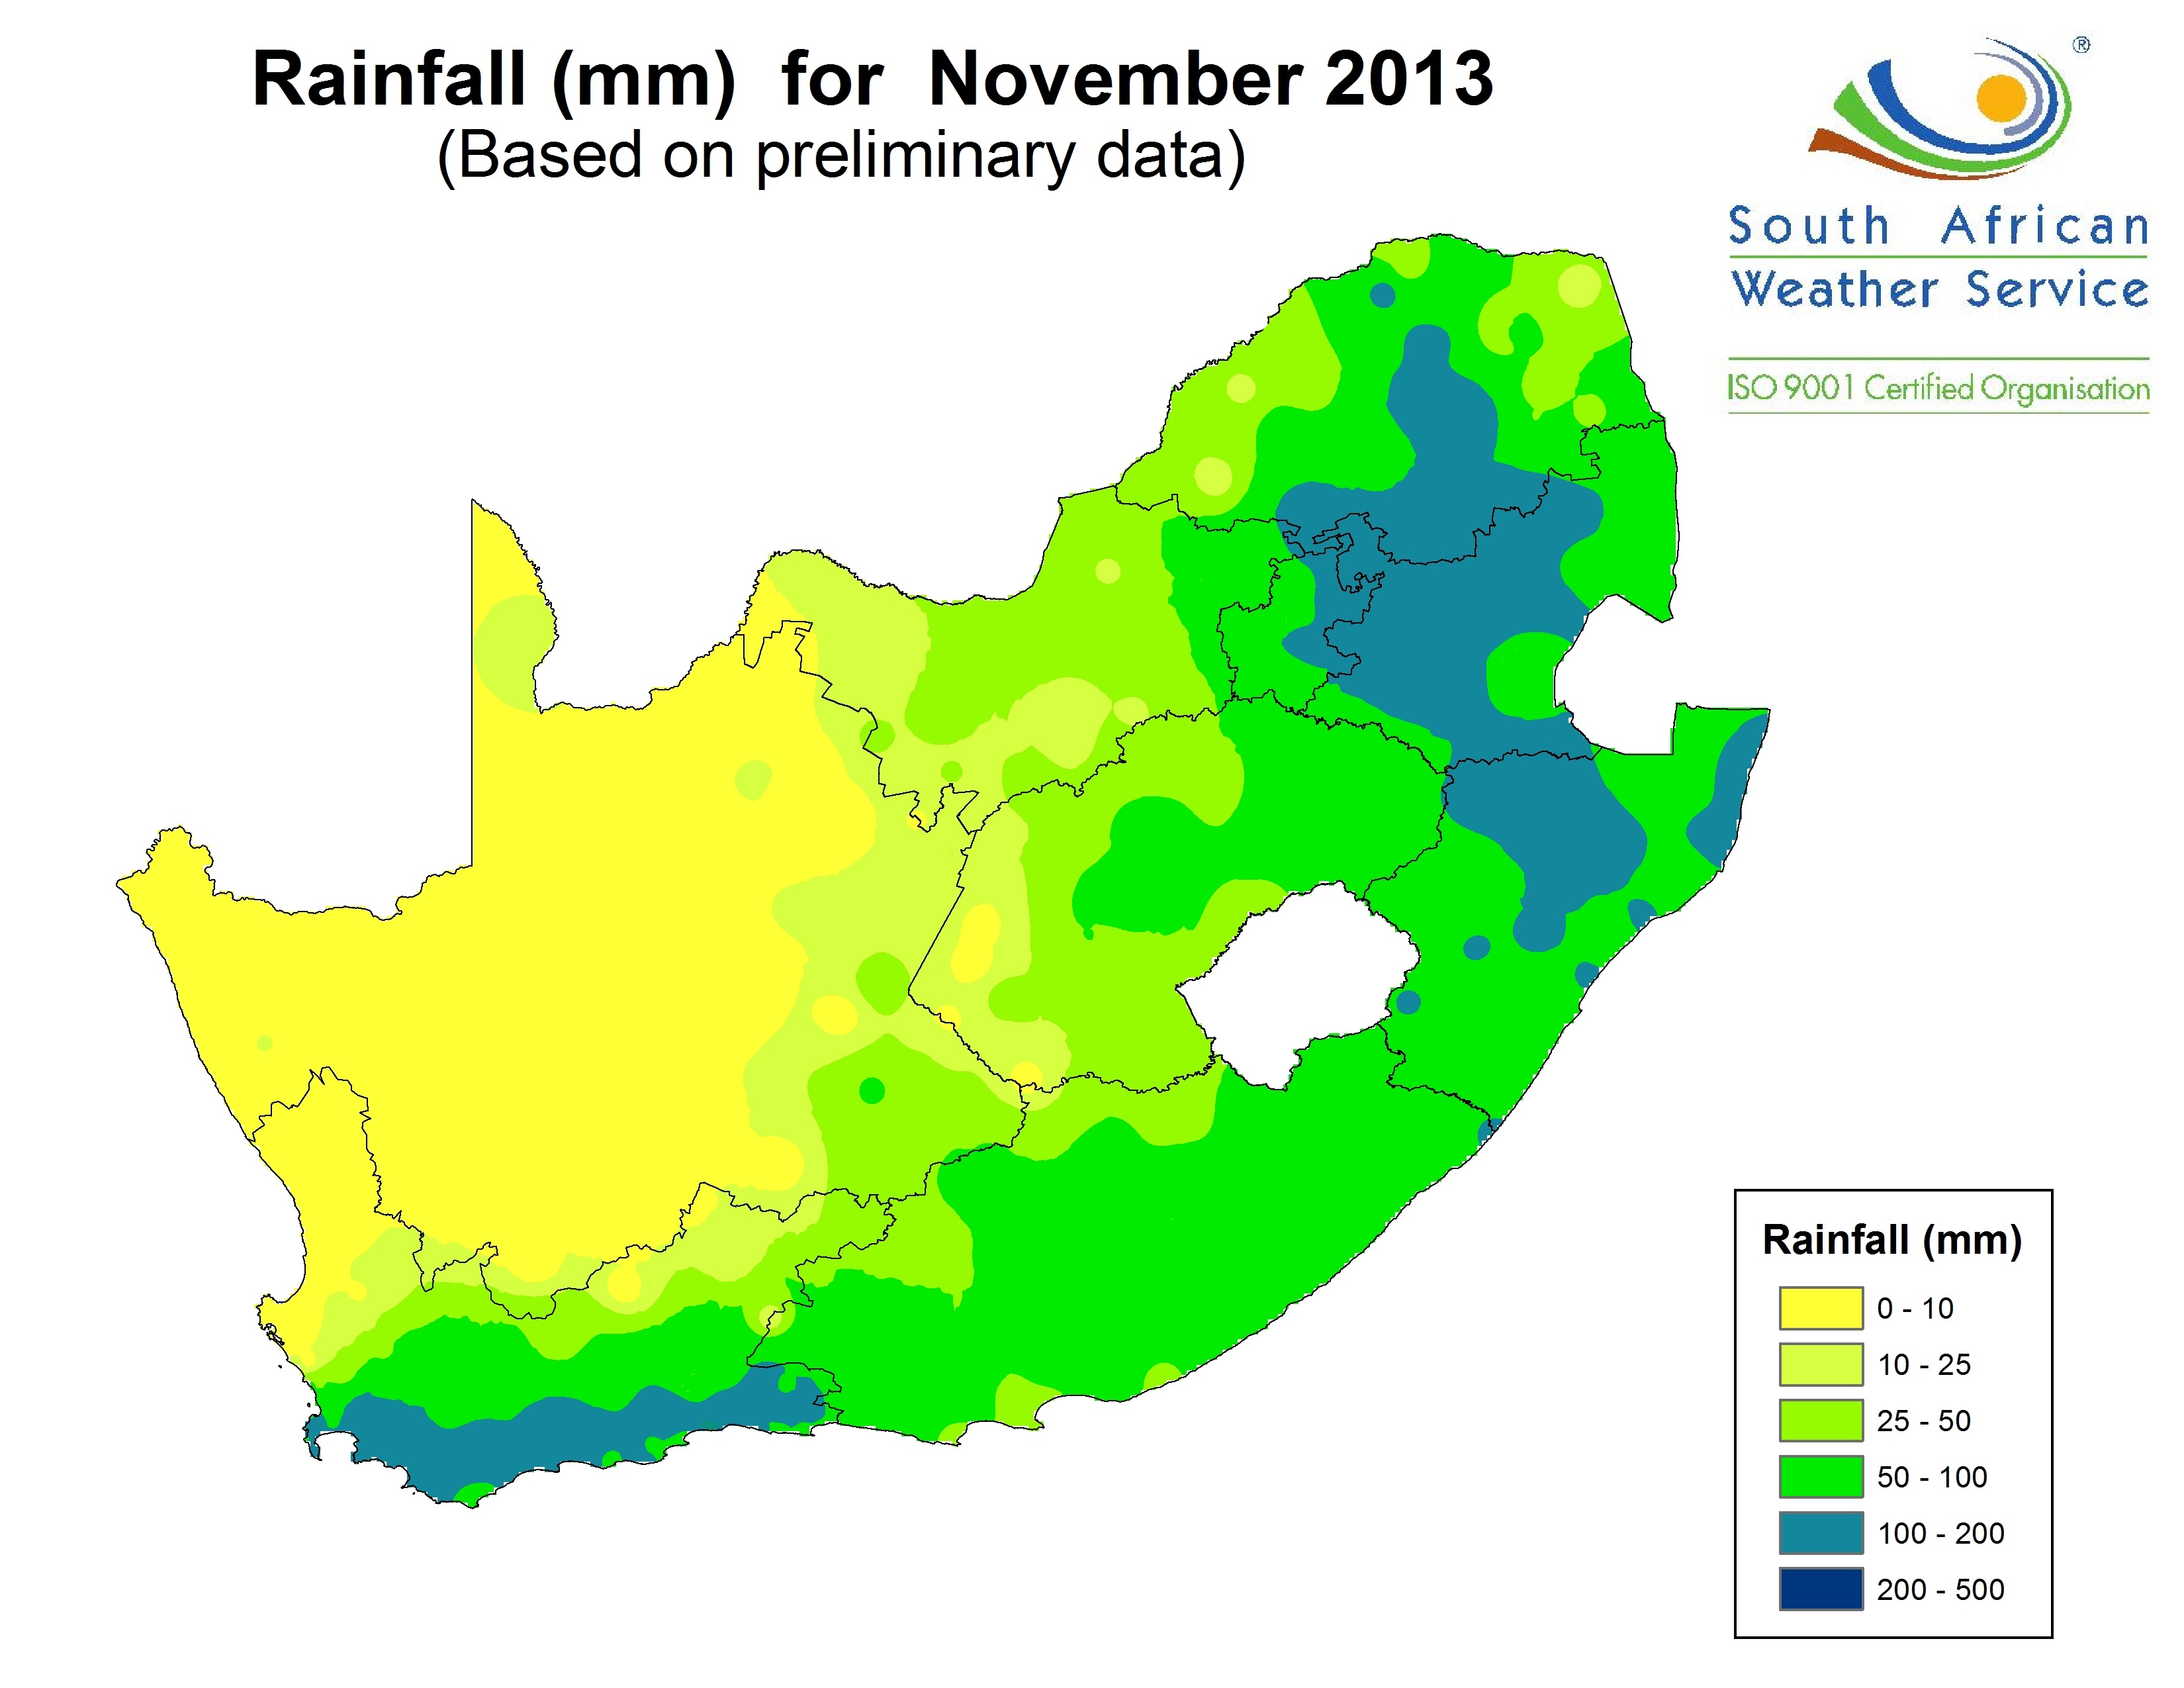 Rainfall (mm) for November 2013
(Based on preliminary data)
®
South African
Weather Service
ISO 9001 Certified Organisation
Rainfall (mm)
0 - 10
10 - 25
25 - 50
50 - 100
100 - 200
200 - 500